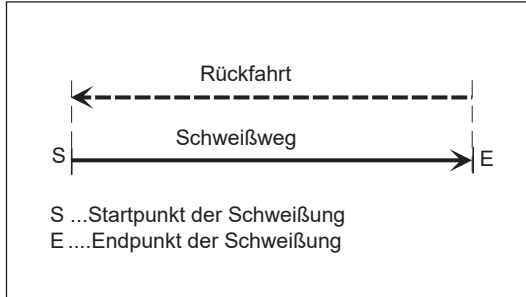 Rückfahrt
Schweißweg
S
E
S ...Startpunkt der Schweißung
E ....Endpunkt der Schweißung